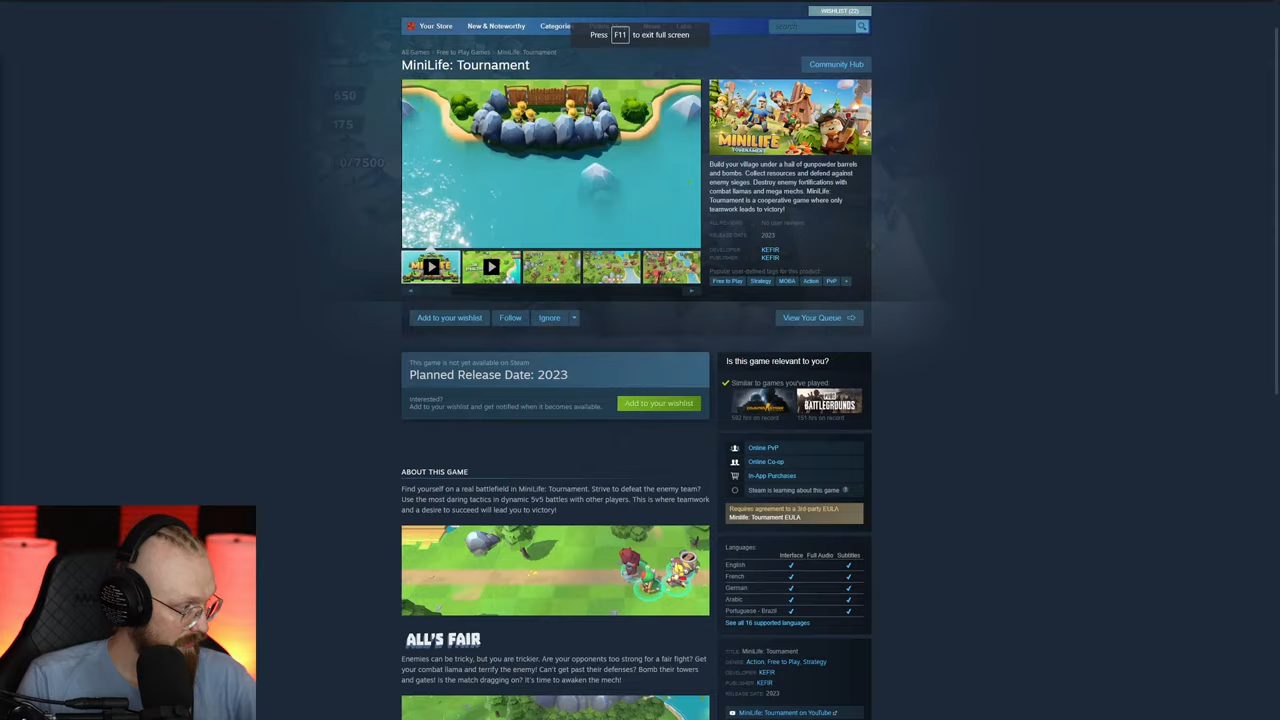 WISHLIST (22)
Your Store
New & Noteworthy
Categories
News
Labs
search
Press F11 to exit full screen
All Games > Free to Play Games > MiniLife: Tournament
MiniLife: Tournament
Community Hub
650
175
0/7500
MINILIFE
TOURNAMENT
Build your village under a hail of gunpowder barrels
and bombs. Collect resources and defend against
enemy sieges. Destroy enemy fortifications with
combat llamas and mega mechs. MiniLife:
Tournament is a cooperative game where only
teamwork leads to victory!
ALL REVIEWS: No user reviews
RELEASE DATE: 2023
DEVELOPER: KEFIR
PUBLISHER: KEFIR
Popular user-defined tags for this product:
Free to Play Strategy MOBA Action PvP +
Add to your wishlist
Follow
Ignore
View Your Queue
This game is not yet available on Steam
Planned Release Date: 2023
Interested?
Add to your wishlist and get notified when it becomes available.
Add to your wishlist
Is this game relevant to you?
Similar to games you've played:
BATTLEGROUNDS
592 hrs on record
101 hrs on record
Online PvP
Online Co-op
In-App Purchases
Steam is learning about this game
Requires agreement to a 3rd-party EULA
Minilife: Tournament EULA
ABOUT THIS GAME
Find yourself on a real battlefield in MiniLife: Tournament. Strive to defeat the enemy team?
Use the most daring tactics in dynamic 5v5 battles with other players. This is where teamwork
and a desire to succeed will lead you to victory!
ALL'S FAIR
Enemies can be tricky, but you are trickier. Are your opponents too strong for a fair fight? Get
your combat llama and terrify the enemy! Can't get past their defenses? Bomb their towers
and gates! Is the match dragging on? It's time to awaken the mech!
Languages:
Interface Full Audio Subtitles
English ✔ ✔
French ✔ ✔
German ✔ ✔
Arabic ✔ ✔
Portuguese - Brazil ✔ ✔
See all 16 supported languages
TITLE: MiniLife: Tournament
GENRE: Action, Free to Play, Strategy
DEVELOPER: KEFIR
PUBLISHER: KEFIR
RELEASE DATE: 2023
MiniLife: Tournament on YouTube